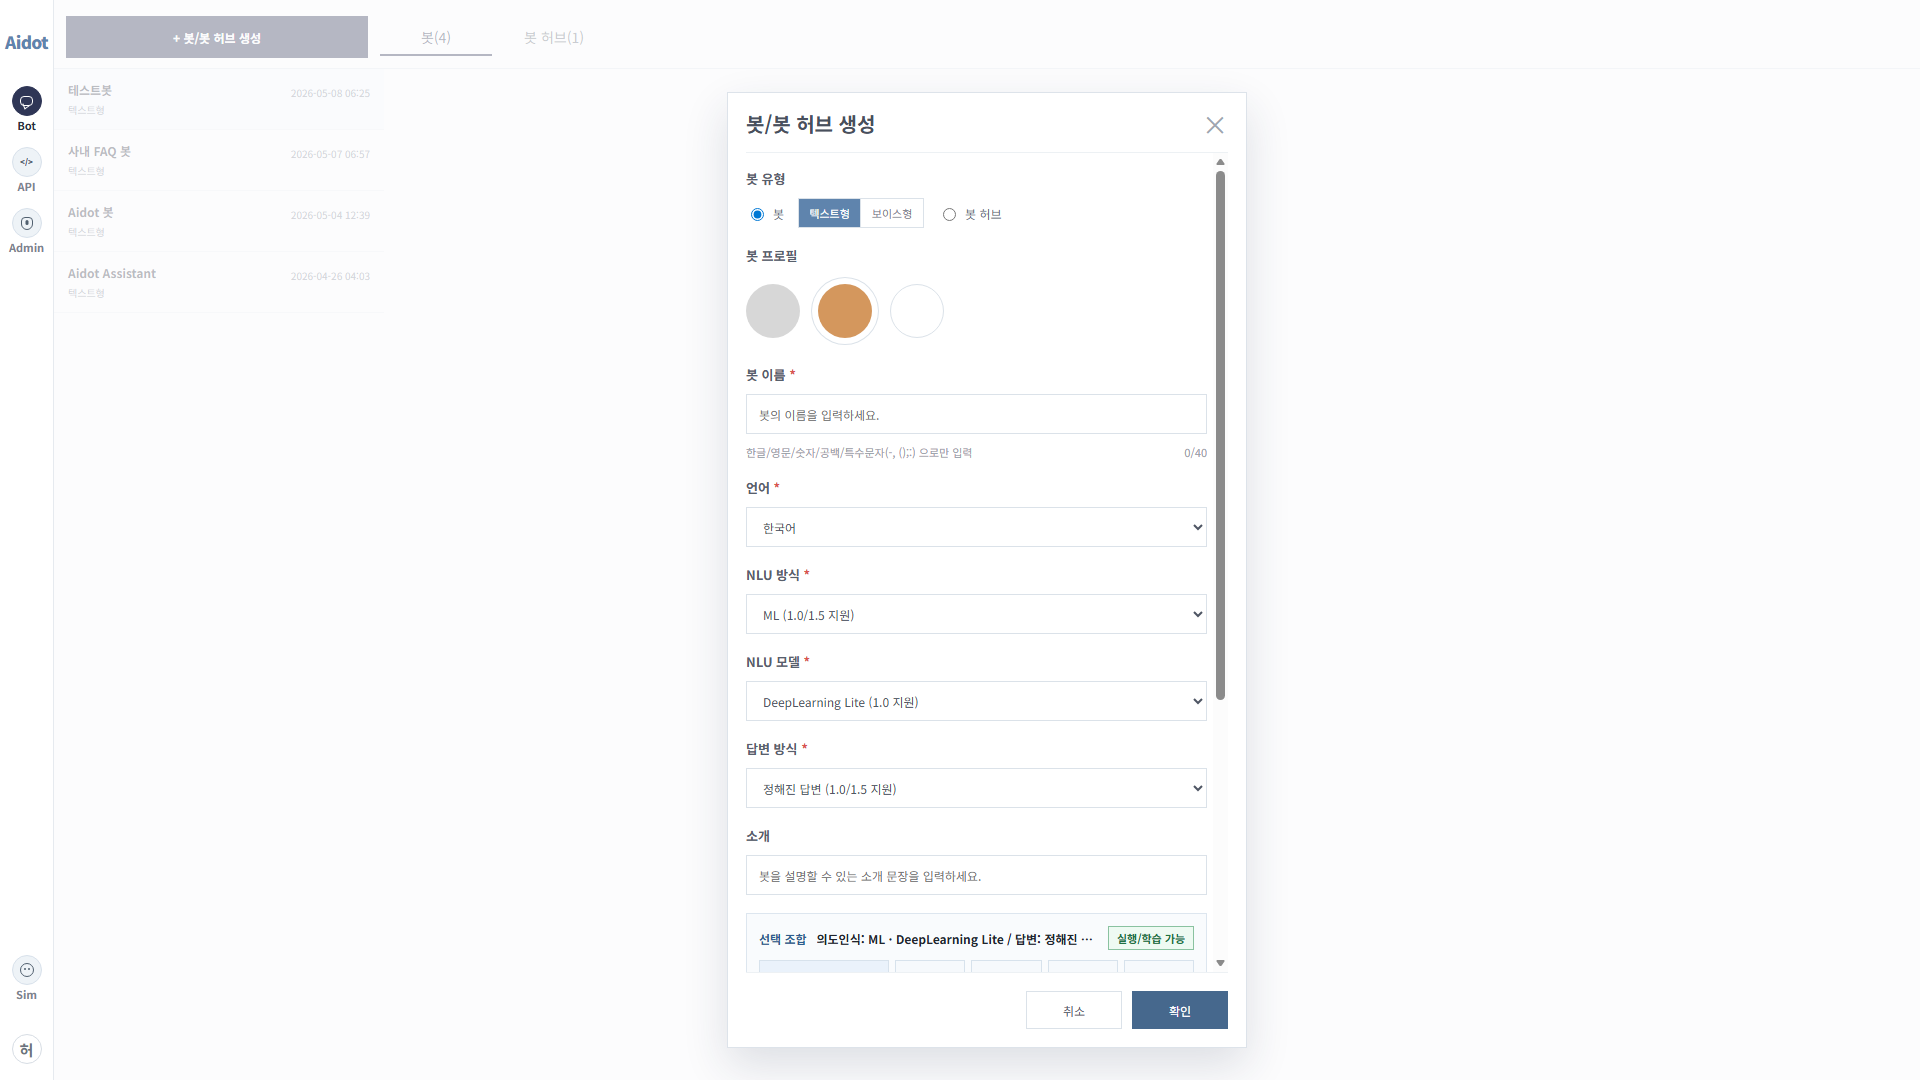 Aidot
Bot
</>
API
Admin
Sim
허
+ 봇/봇 허브 생성
봇(4)
봇 허브(1)
테스트봇
2026-05-08 06:25
텍스트형
사내 FAQ 봇
2026-05-07 06:57
텍스트형
Aidot 봇
2026-05-04 12:39
텍스트형
Aidot Assistant
2026-04-26 04:03
텍스트형
봇/봇 허브 생성
봇 유형
봇 텍스트형 보이스형 봇 허브
봇 프로필
봇 이름 *
봇의 이름을 입력하세요.
한글/영문/숫자/공백/특수문자(-, ();:) 으로만 입력
0/40
언어 *
한국어
NLU 방식 *
ML (1.0/1.5 지원)
NLU 모델 *
DeepLearning Lite (1.0 지원)
답변 방식 *
정해진 답변 (1.0/1.5 지원)
소개
봇을 설명할 수 있는 소개 문장을 입력하세요.
선택 조합 의도인식: ML · DeepLearning Lite / 답변: 정해진 ⋯ 실행/학습 가능
취소
확인